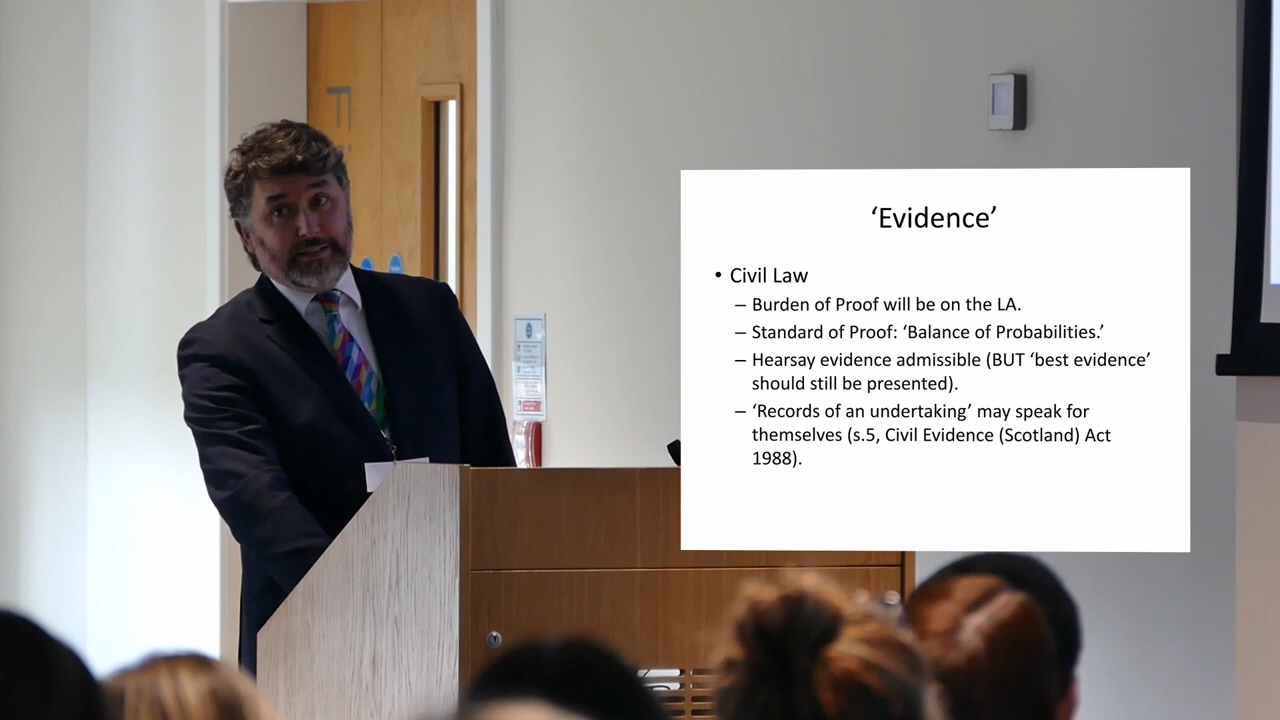 ‘Evidence’
• Civil Law
– Burden of Proof will be on the LA.
– Standard of Proof: ‘Balance of Probabilities.’
– Hearsay evidence admissible (BUT ‘best evidence’
should still be presented).
– ‘Records of an undertaking’ may speak for
themselves (s.5, Civil Evidence (Scotland) Act
1988).